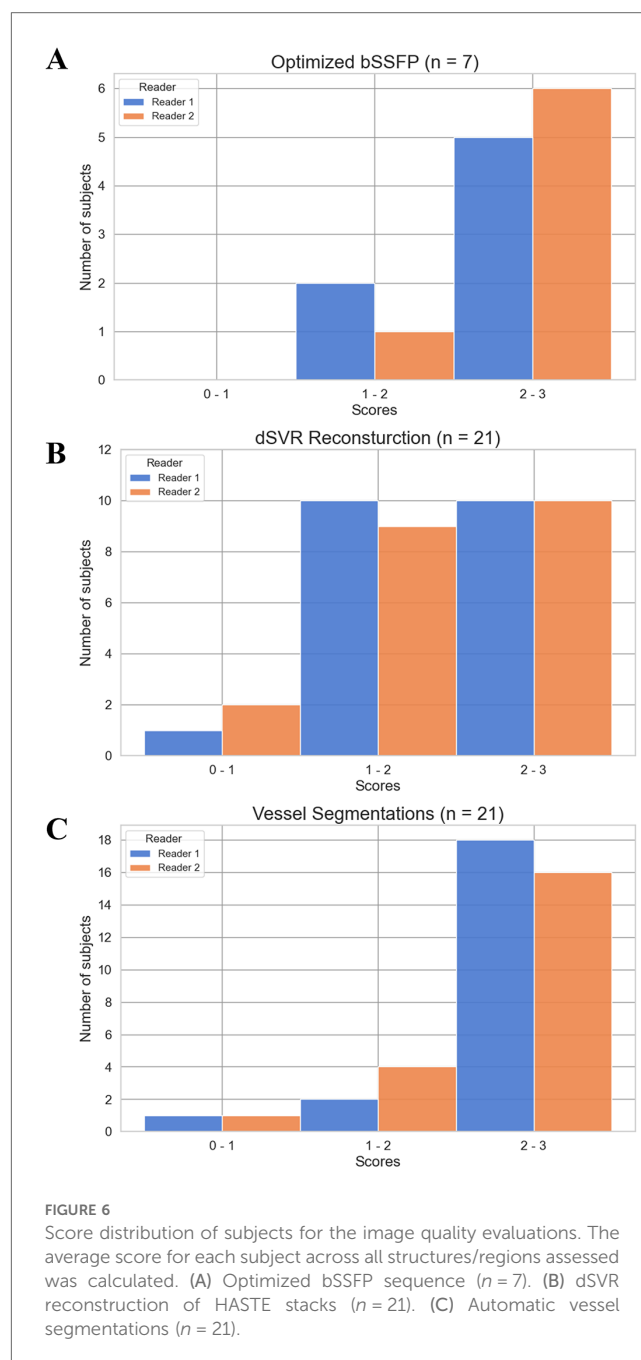 A
Optimized bSSFP (n = 7)
Reader
Reader 1
Reader 2
Number of subjects
6
5
4
3
2
1
0
0 - 1
1 - 2
2 - 3
Scores
B
dSVR Reconsturction (n = 21)
Reader
Reader 1
Reader 2
Number of subjects
12
10
8
6
4
2
0
0 - 1
1 - 2
2 - 3
Scores
C
Vessel Segmentations (n = 21)
Reader
Reader 1
Reader 2
Number of subjects
18
16
14
12
10
8
6
4
2
0
0 - 1
1 - 2
2 - 3
Scores
FIGURE 6
Score distribution of subjects for the image quality evaluations. The
average score for each subject across all structures/regions assessed
was calculated. (A) Optimized bSSFP sequence (n = 7). (B) dSVR
reconstruction of HASTE stacks (n = 21). (C) Automatic vessel
segmentations (n = 21).